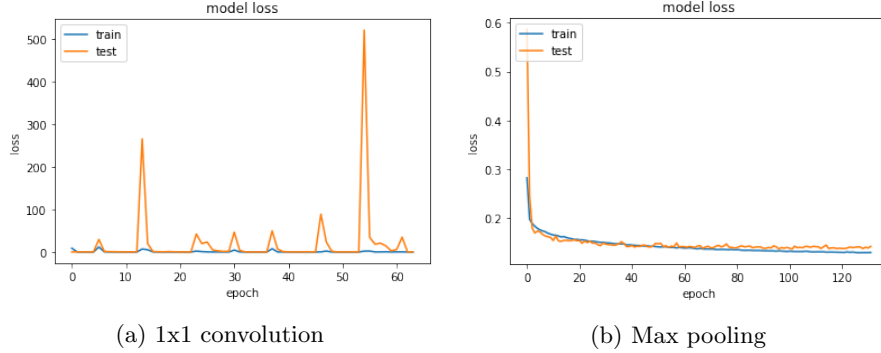 model loss
train
test
500
400
300
200
100
0
loss
0
10
20
30
40
50
60
epoch
(a) 1x1 convolution
model loss
train
test
0.6
0.5
0.4
0.3
0.2
loss
0
20
40
60
80
100
120
epoch
(b) Max pooling